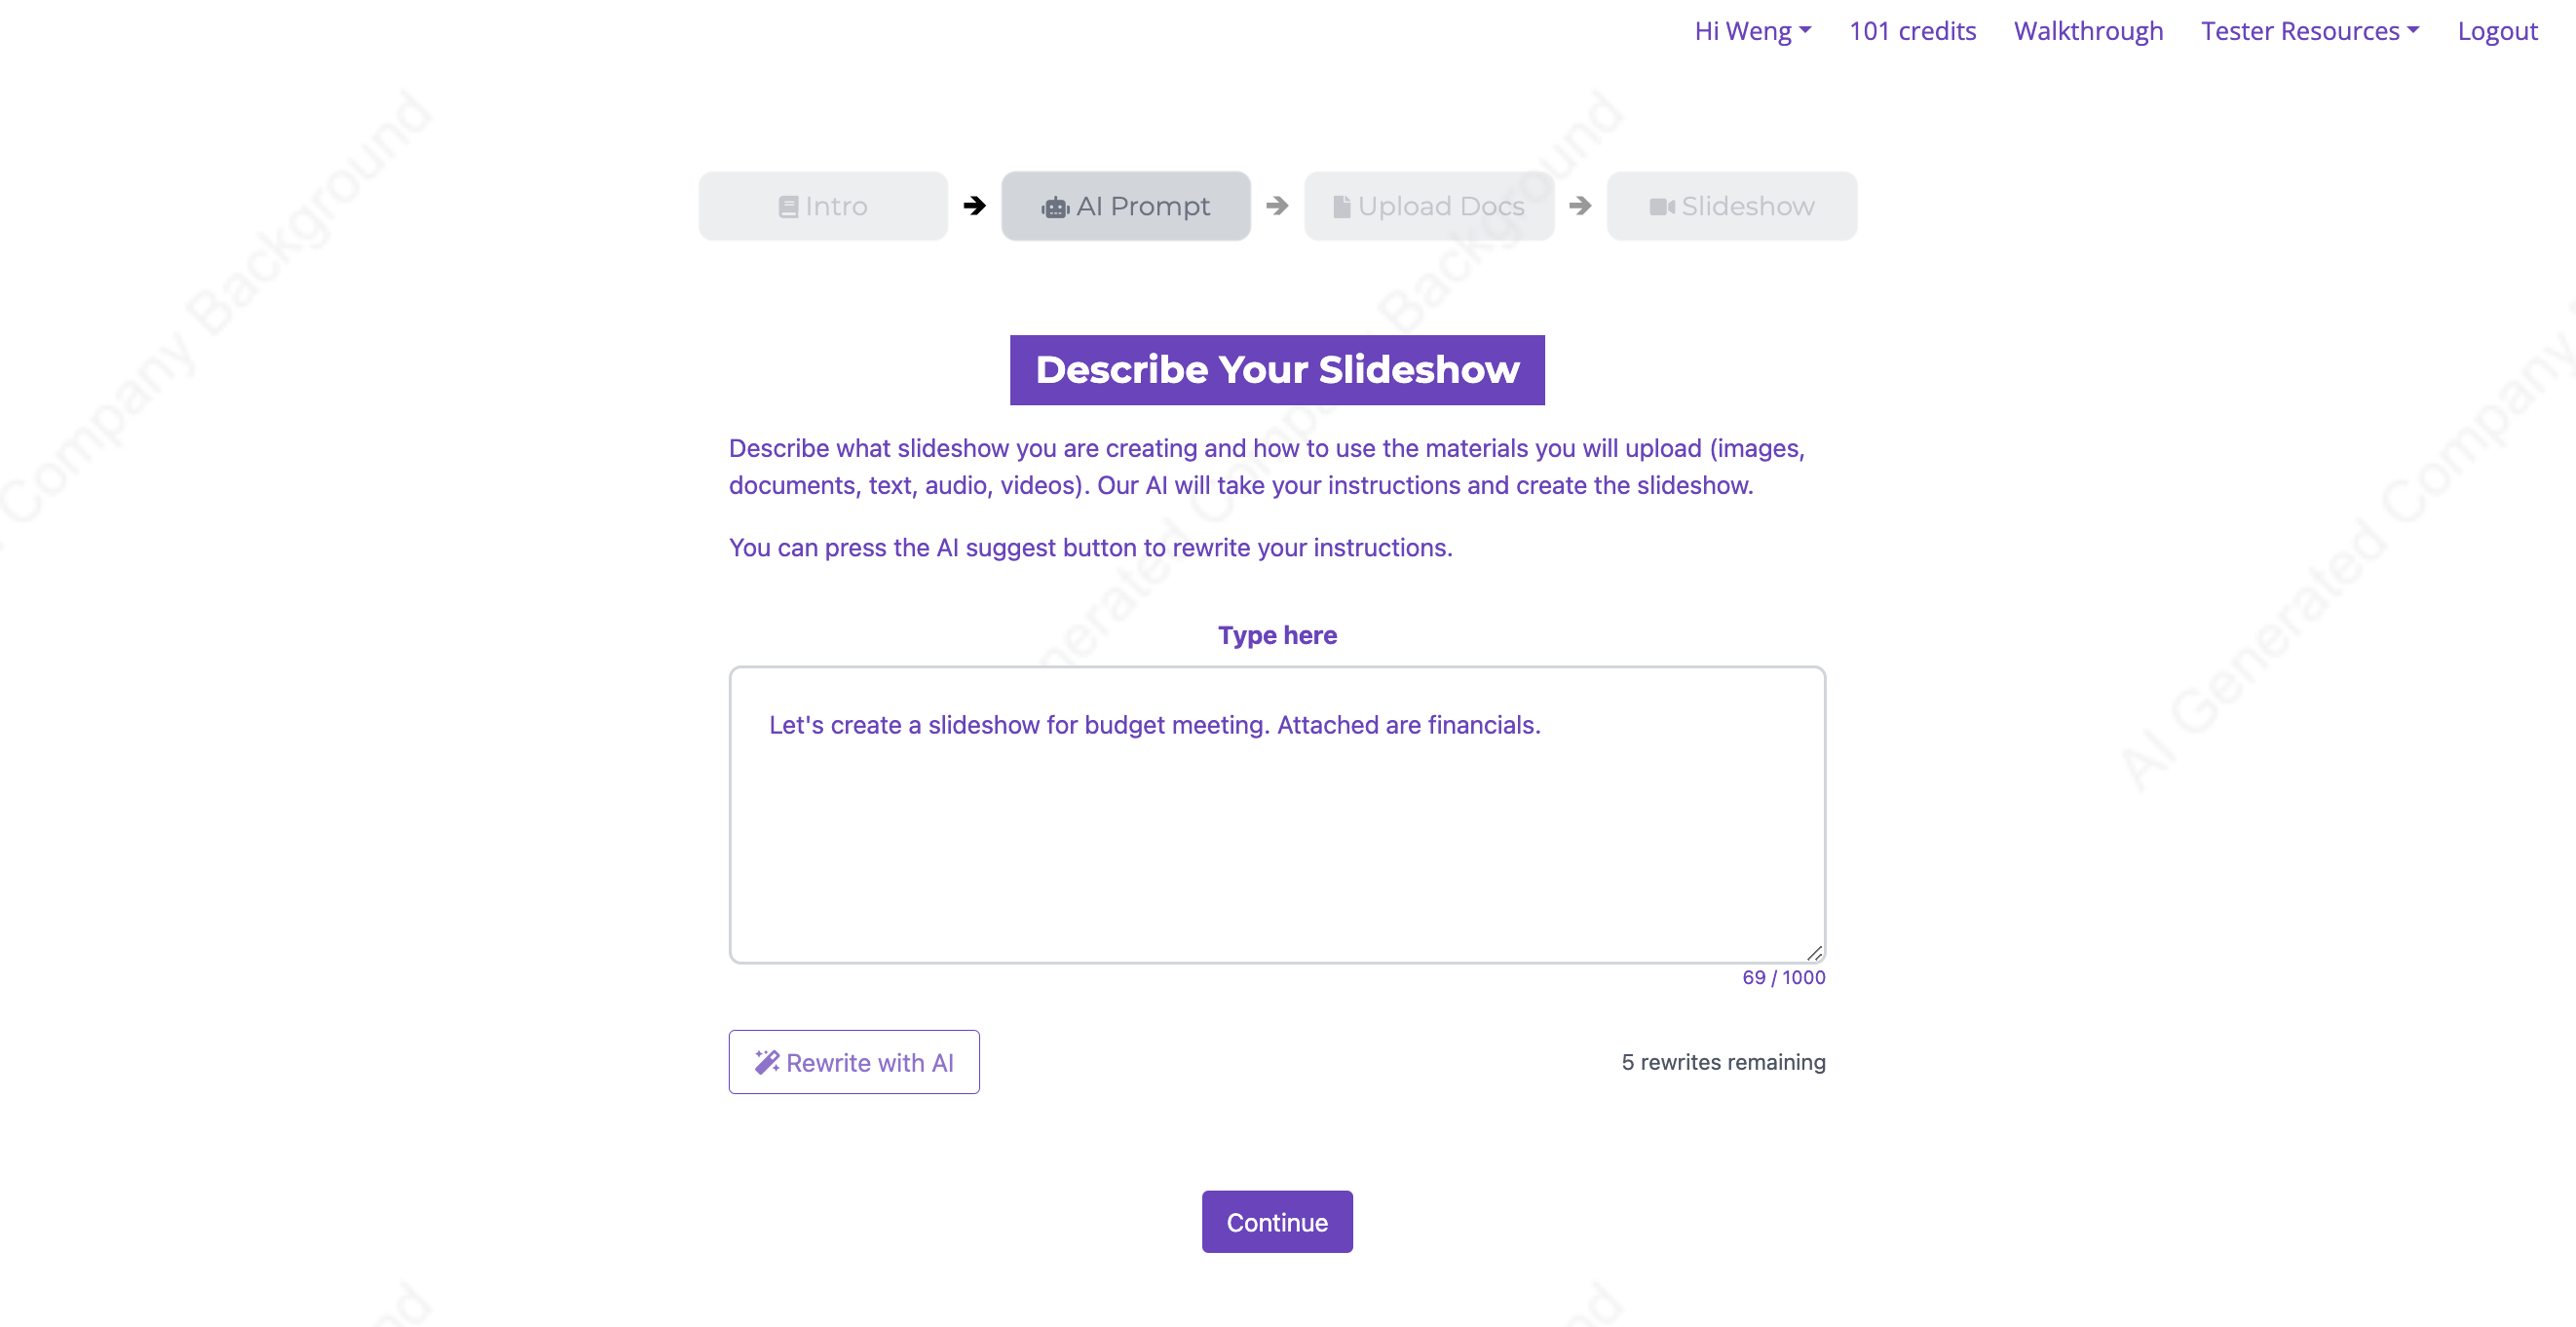 Hi Weng
101 credits
Walkthrough
Tester Resources
Logout
Intro
AI Prompt
Upload Docs
Slideshow
Describe Your Slideshow
Describe what slideshow you are creating and how to use the materials you will upload (images,
documents, text, audio, videos). Our AI will take your instructions and create the slideshow.
You can press the AI suggest button to rewrite your instructions.
Type here
Let's create a slideshow for budget meeting. Attached are financials.
69 / 1000
Rewrite with AI
5 rewrites remaining
Continue
Company Background
Company Background
AI Generated Company